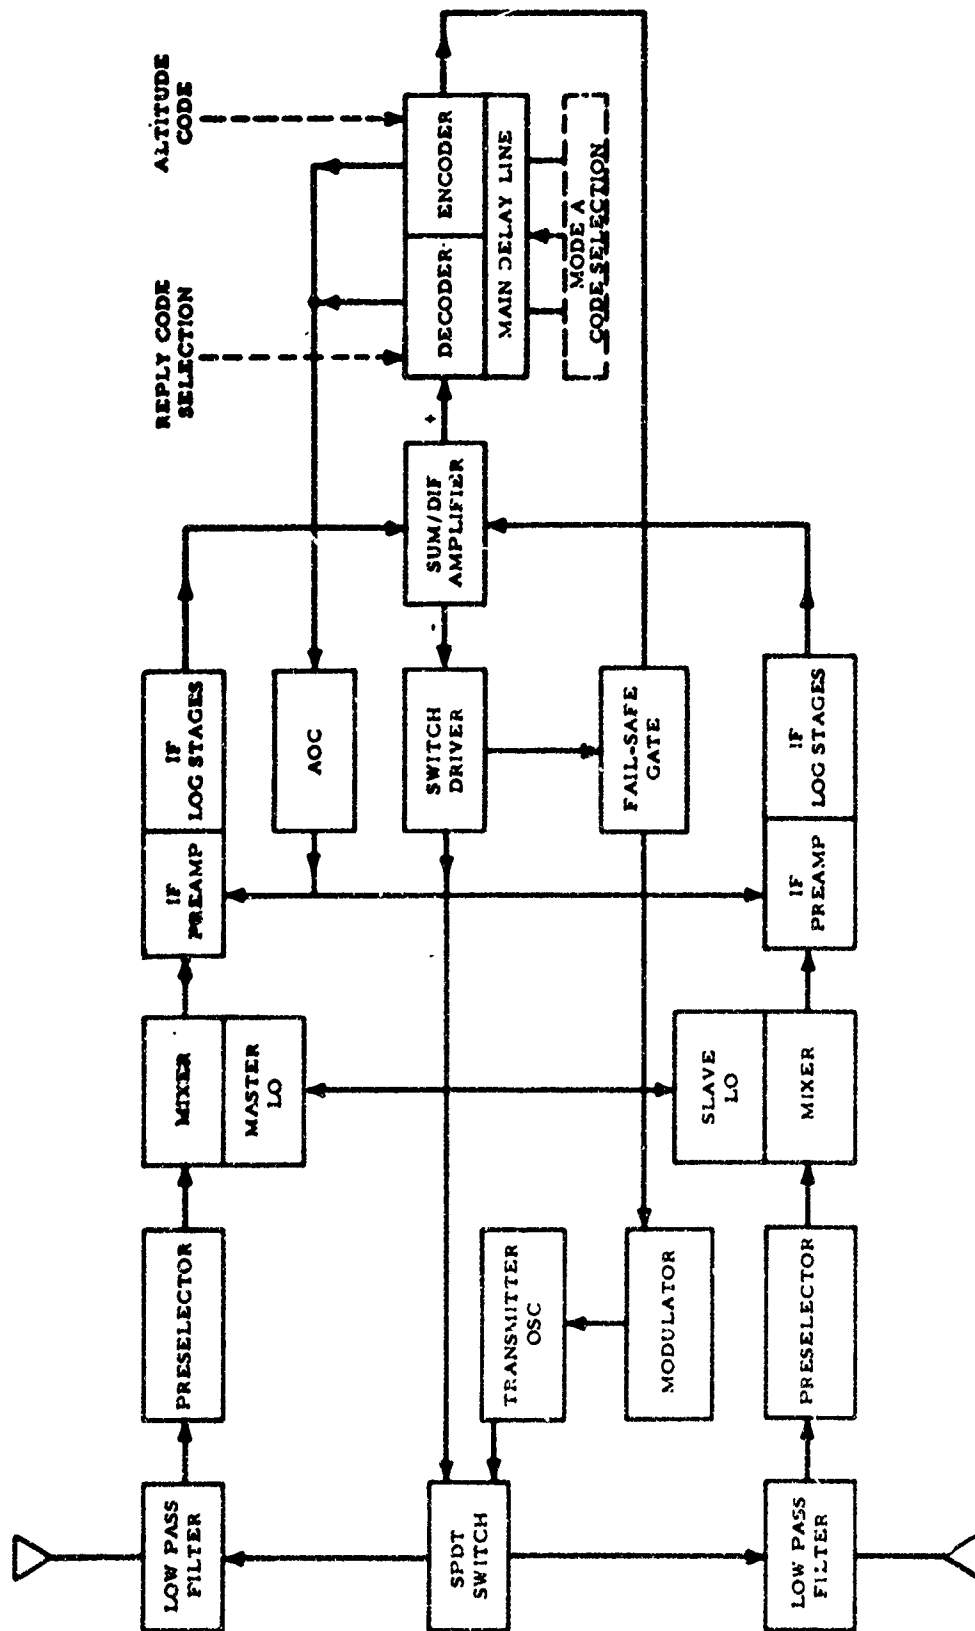 ALTITUDE
CODE
REPLY CODE
SELECTION
LOW PASS
FILTER
PRESELECTOR
MIXER
MASTER
LO
IF
PREAMP
IF
LOG STAGES
AOC
SPDT
SWITCH
TRANSMITTER
OSC
MODULATOR
SWITCH
DRIVER
FAIL-SAFE
GATE
-
SUM/DIF
AMPLIFIER
+
DECODER
ENCODER
MAIN DELAY LINE
MODE A
CODE SELECTION
LOW PASS
FILTER
PRESELECTOR
SLAVE
LO
MIXER
IF
PREAMP
IF
LOG STAGES